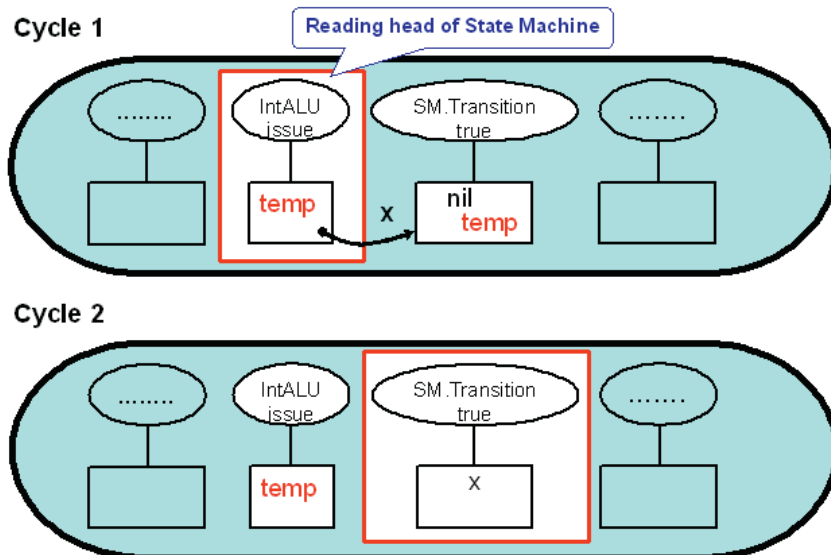 Cycle 1
Reading head of State Machine
........
IntALU
issue
SM.Transition
true
.......
temp
x
nil
temp
Cycle 2
........
IntALU
issue
SM.Transition
true
.......
temp
x